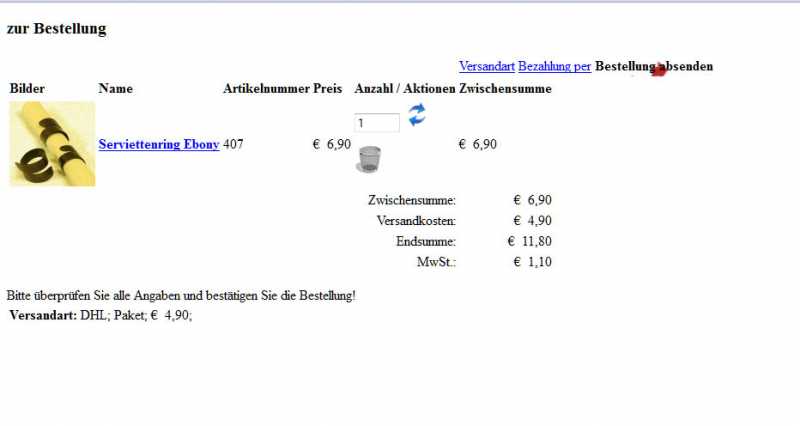 zur Bestellung
Versandart Bezahlung per Bestellung absenden
Bilder Name Artikelnummer Preis Anzahl / Aktionen Zwischensumme
1
Serviettenring Ebony 407 € 6,90 € 6,90
Zwischensumme: € 6,90
Versandkosten: € 4,90
Endsumme: € 11,80
MwSt.: € 1,10
Bitte überprüfen Sie alle Angaben und bestätigen Sie die Bestellung!
Versandart: DHL; Paket; € 4,90;